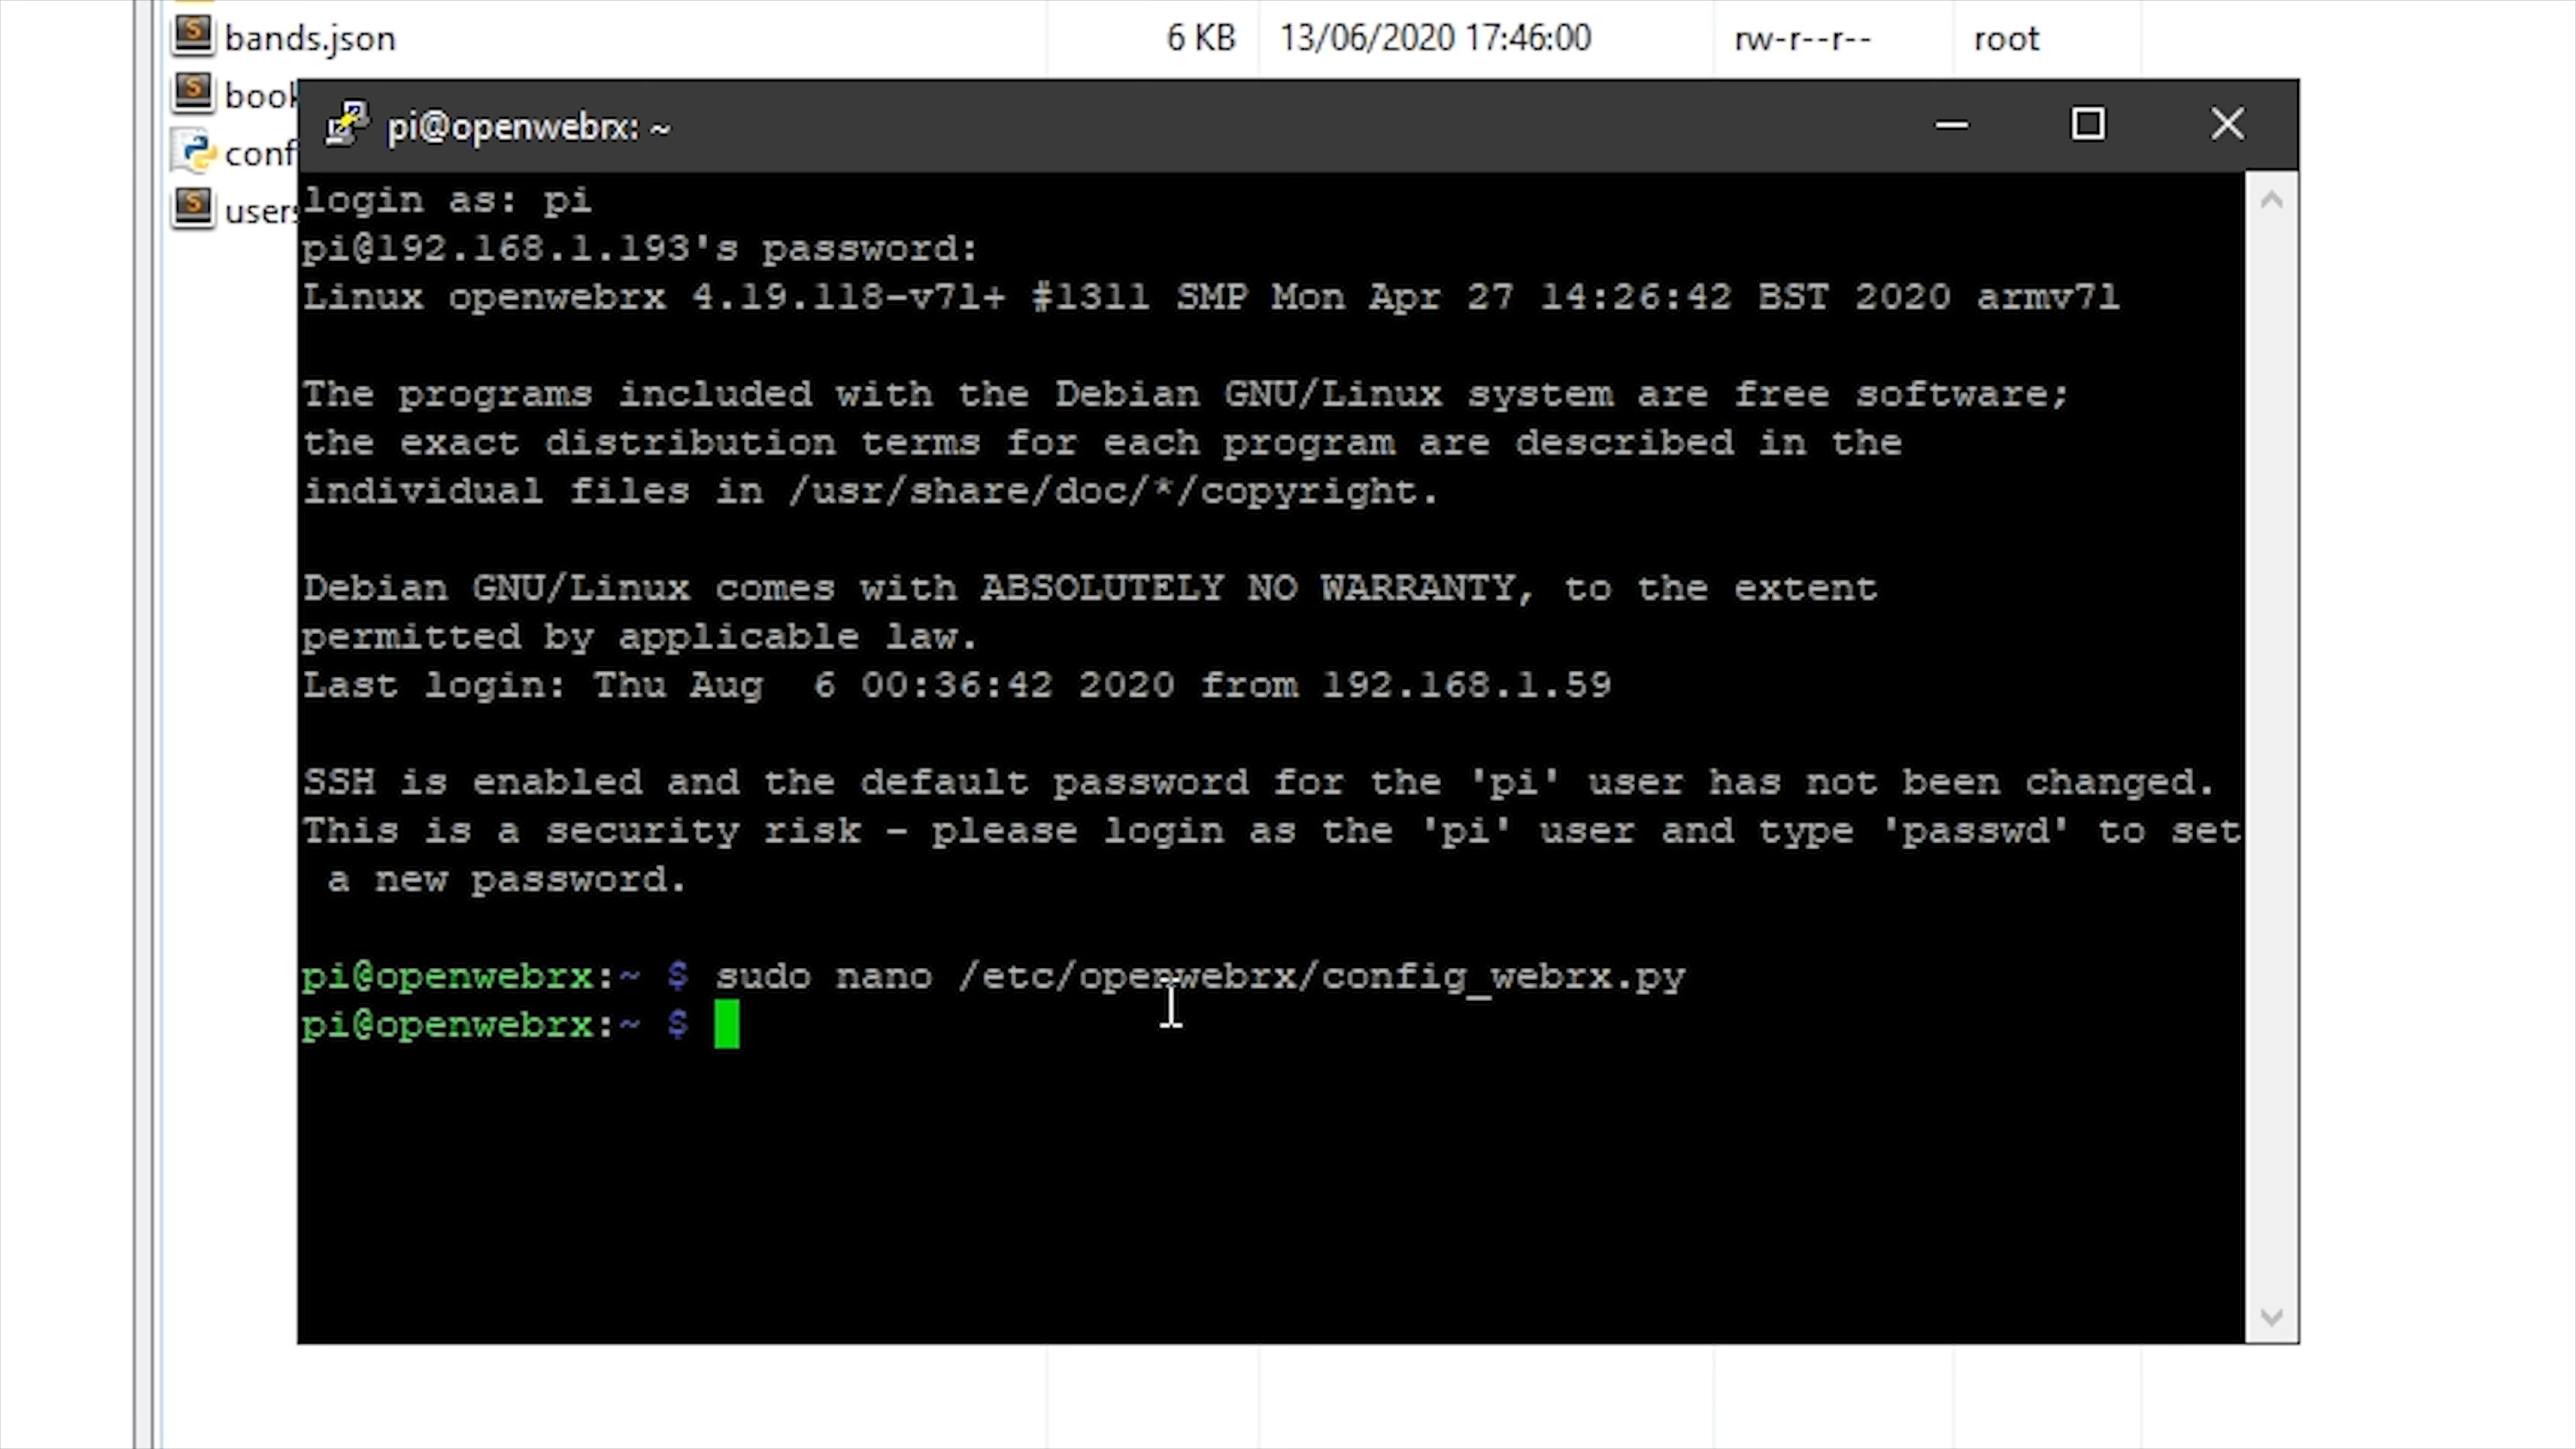 bands.json 6 KB 13/06/2020 17:46:00 rw-r--r-- root
pi@openwebrx: ~
login as: pi
pi@192.168.1.193's password:
Linux openwebrx 4.19.118-v7l+ #1311 SMP Mon Apr 27 14:26:42 BST 2020 armv7l
The programs included with the Debian GNU/Linux system are free software;
the exact distribution terms for each program are described in the
individual files in /usr/share/doc/*/copyright.
Debian GNU/Linux comes with ABSOLUTELY NO WARRANTY, to the extent
permitted by applicable law.
Last login: Thu Aug  6 00:36:42 2020 from 192.168.1.59
SSH is enabled and the default password for the 'pi' user has not been changed.
This is a security risk - please login as the 'pi' user and type 'passwd' to set
 a new password.
pi@openwebrx:~ $ sudo nano /etc/openwebrx/config_webrx.py
pi@openwebrx:~ $